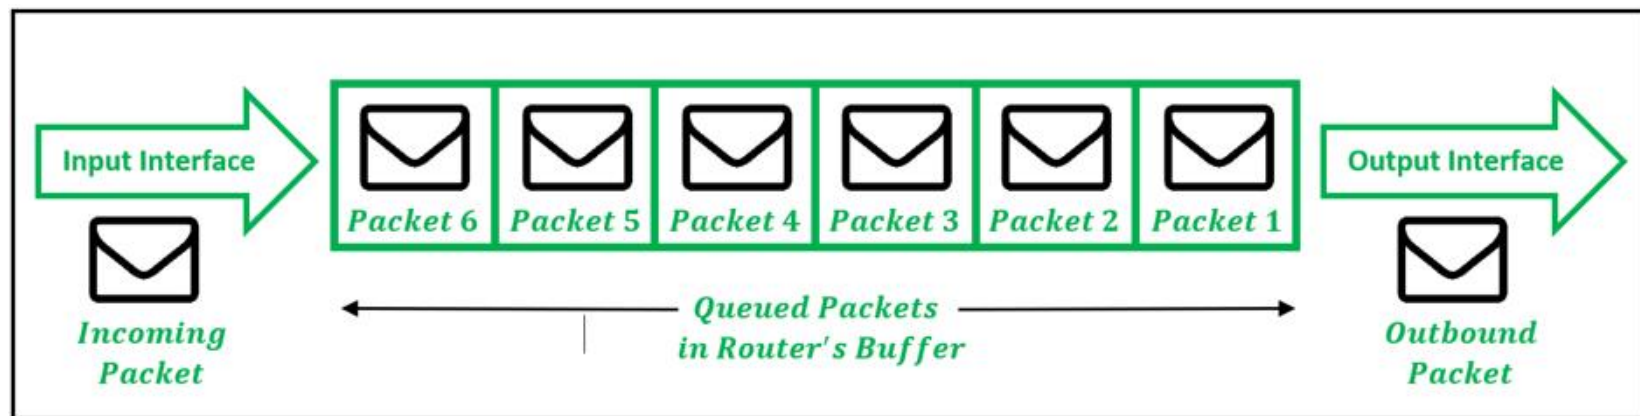 Input Interface
Incoming
Packet
Packet 6
Packet 5
Packet 4
Packet 3
Packet 2
Packet 1
Queued Packets
in Router's Buffer
Output Interface
Outbound
Packet